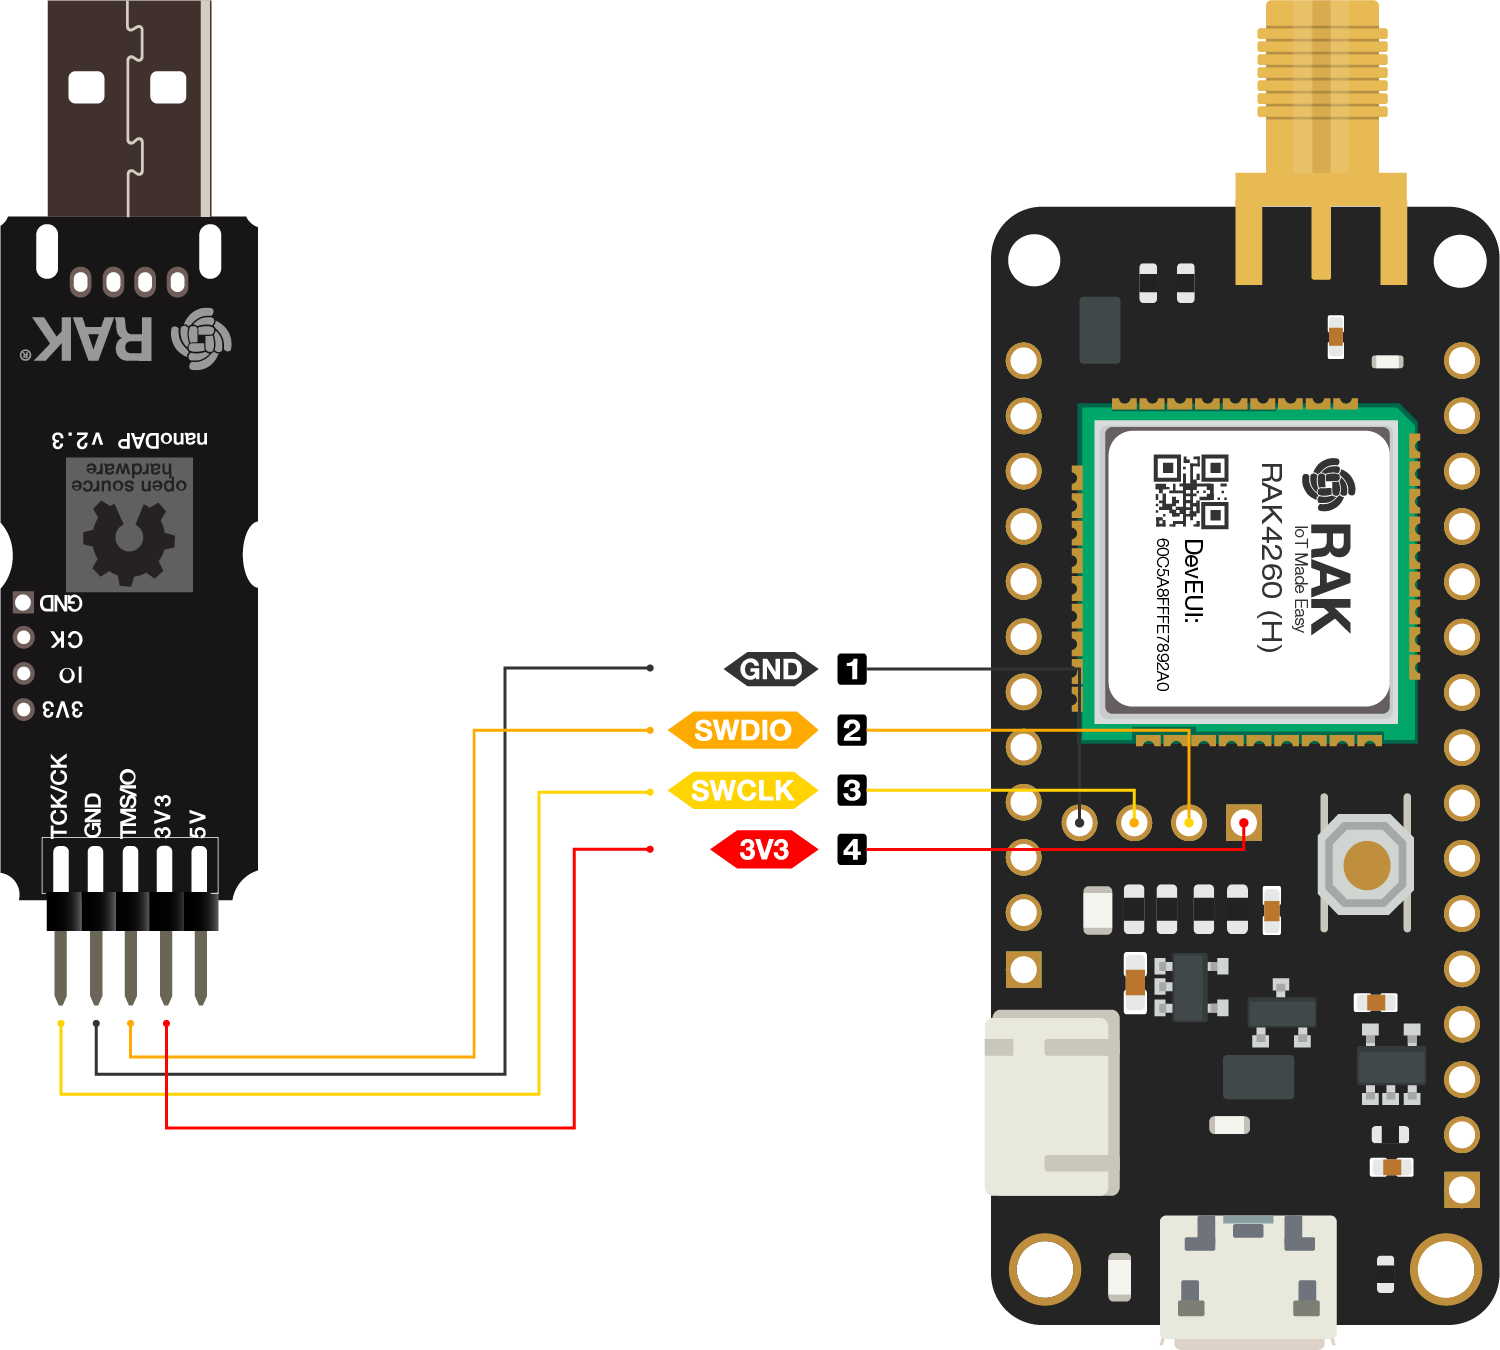 RAK®
nanoDAP v2.3
open source
hardware
GND
CK
IO
3V3
TCK/CK
GND
TMS/IO
3V3
5V
GND 1
SWDIO 2
SWCLK 3
3V3 4
RAK
IoT Made Easy
RAK4260 (H)
DevEUI:
60C5A8FFFE7892A0